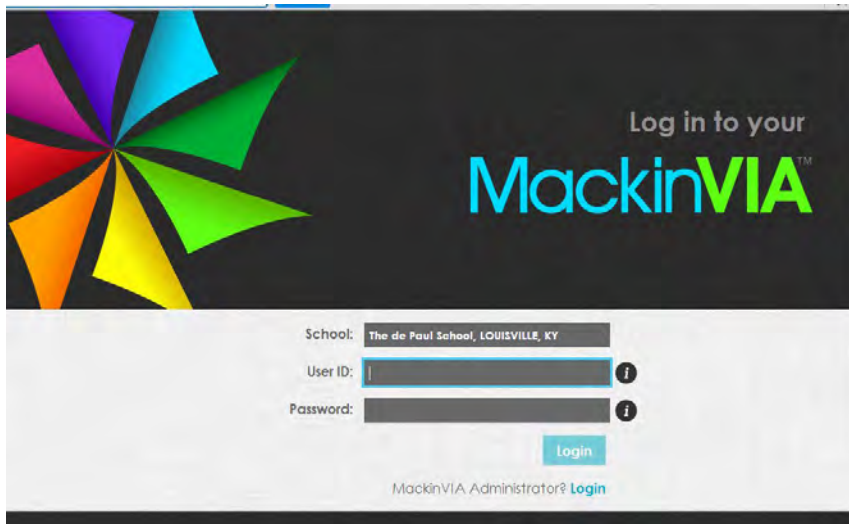 Log in to your
MackinVIA™
School: The de Paul School, LOUISVILLE, KY
User ID:
Password:
Login
MackinVIA Administrator? Login